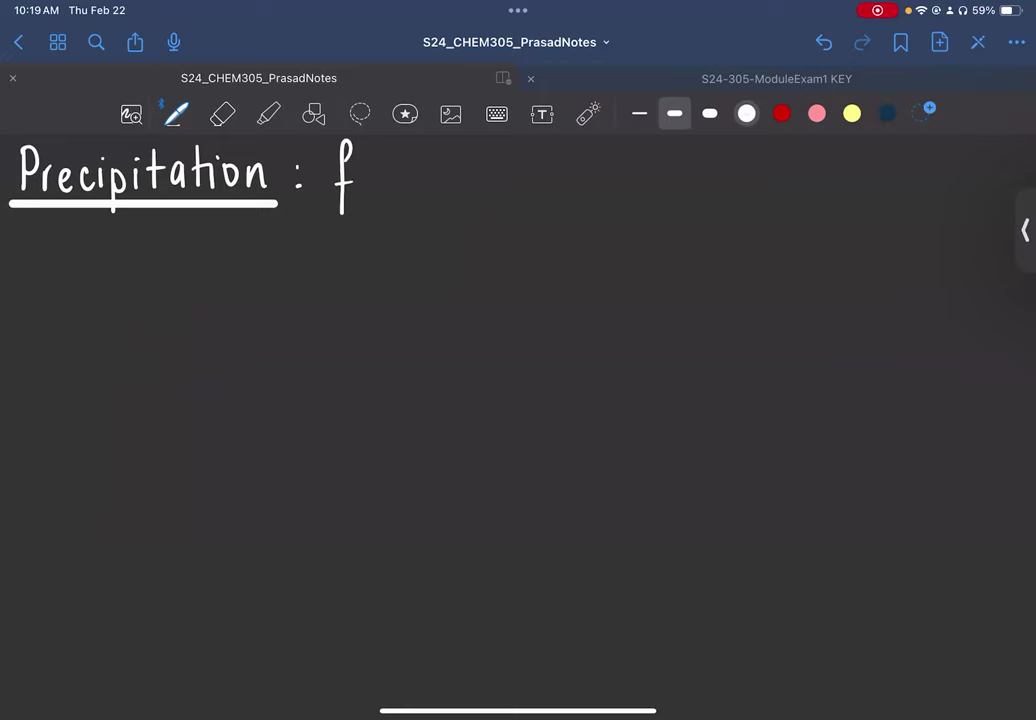 10:19 AM Thu Feb 22
59%
S24_CHEM305_PrasadNotes
S24_CHEM305_PrasadNotes
S24-305-ModuleExam1 KEY
Precipitation : f